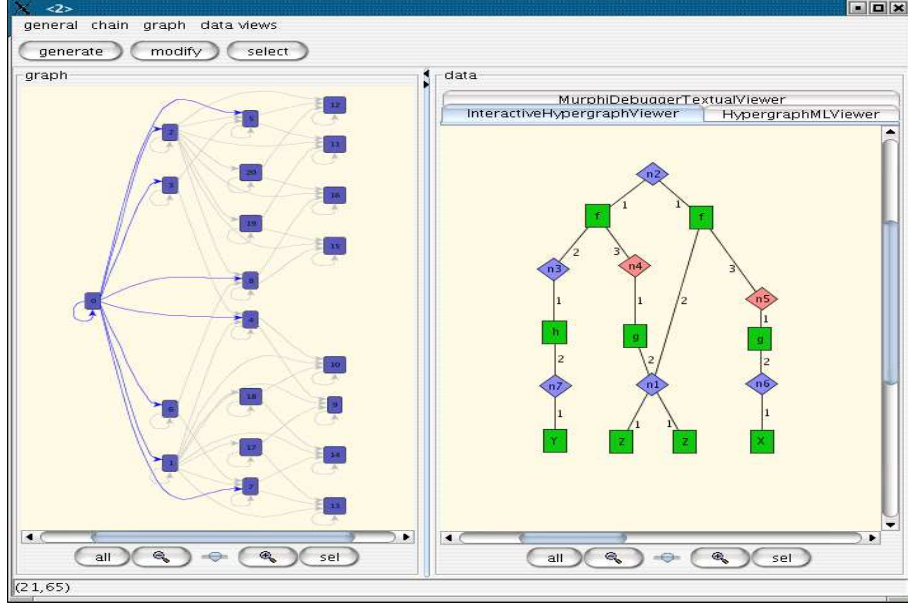 <2>
general chain graph data views
generate modify select
graph
data
MurphiDebuggerTextualViewer
InteractiveHypergraphViewer HypergraphMLViewer
12
2
5
11
20
3
16
19
15
8
0
4
10
18
9
6
17
14
1
7
13
n2
1 1
f f
2 3
n3 n4
3
2
n5
1 1
1
h g g
2 2 2
n7 n1 n6
1 1 1 1
Y Z Z X
all sel
all sel
(21,65)